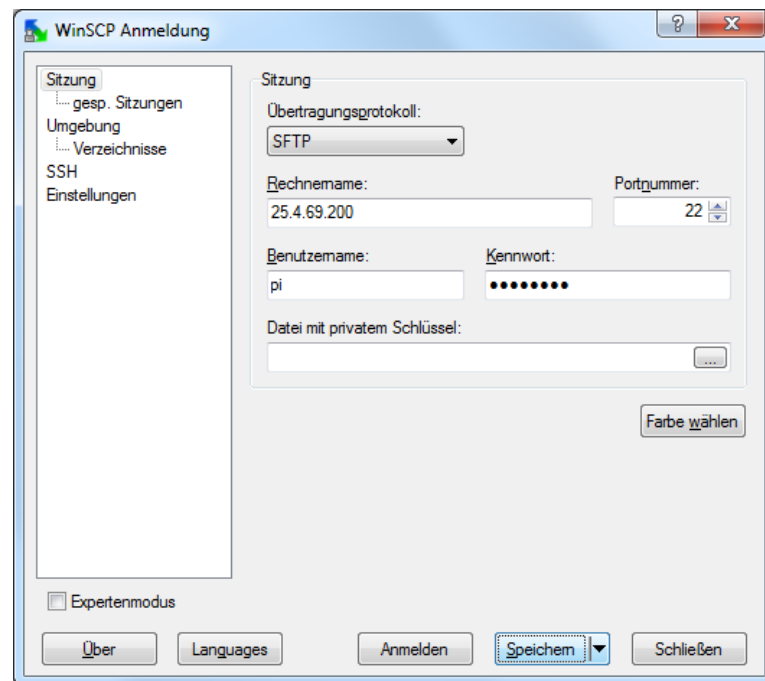 WinSCP Anmeldung
Sitzung
gesp. Sitzungen
Umgebung
Verzeichnisse
SSH
Einstellungen
Sitzung
Übertragungsprotokoll:
SFTP
Rechnername: Portnummer:
25.4.69.200 22
Benutzername: Kennwort:
pi ●●●●●●●●
Datei mit privatem Schlüssel:
...
Farbe wählen
Expertenmodus
Über Languages Anmelden Speichern Schließen